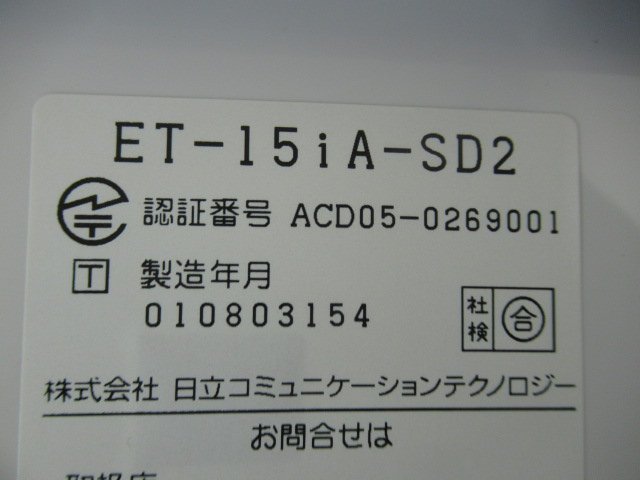 ET-15iA-SD2
認証番号 ACD05-0269001
T 製造年月
010803154
社検 合
株式会社 日立コミュニケーションテクノロジー
お問合せは